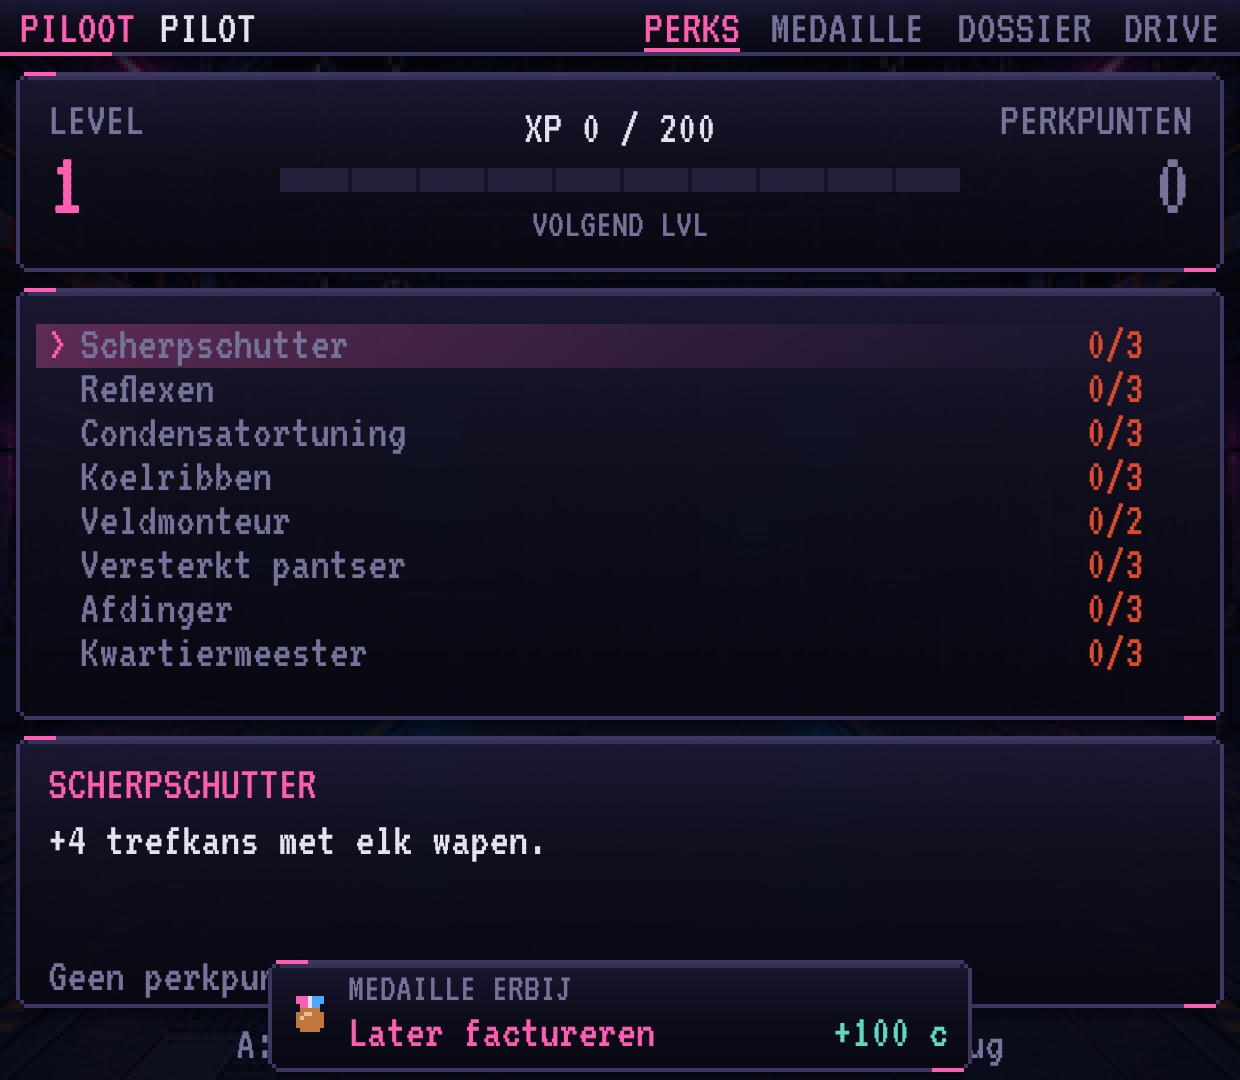 PILOOT PILOT PERKS MEDAILLE DOSSIER DRIVE
LEVEL XP 0 / 200 PERKPUNTEN
1 0
VOLGEND LVL
> Scherpschutter 0/3
Reflexen 0/3
Condensatortuning 0/3
Koelribben 0/3
Veldmonteur 0/2
Versterkt pantser 0/3
Afdinger 0/3
Kwartiermeester 0/3
SCHERPSCHUTTER
+4 trefkans met elk wapen.
Geen
MEDAILLE ERBIJ
Later factureren +100 c
A: